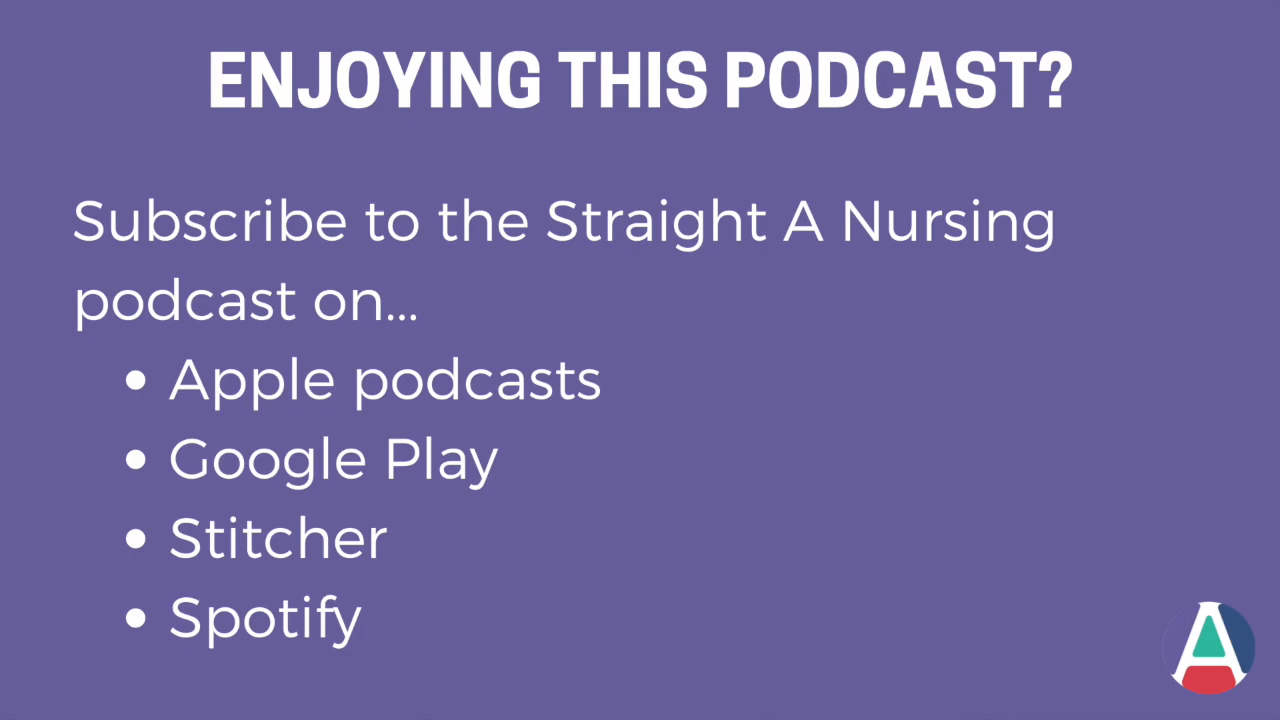 ENJOYING THIS PODCAST?
Subscribe to the Straight A Nursing
podcast on...
• Apple podcasts
• Google Play
• Stitcher
• Spotify
A